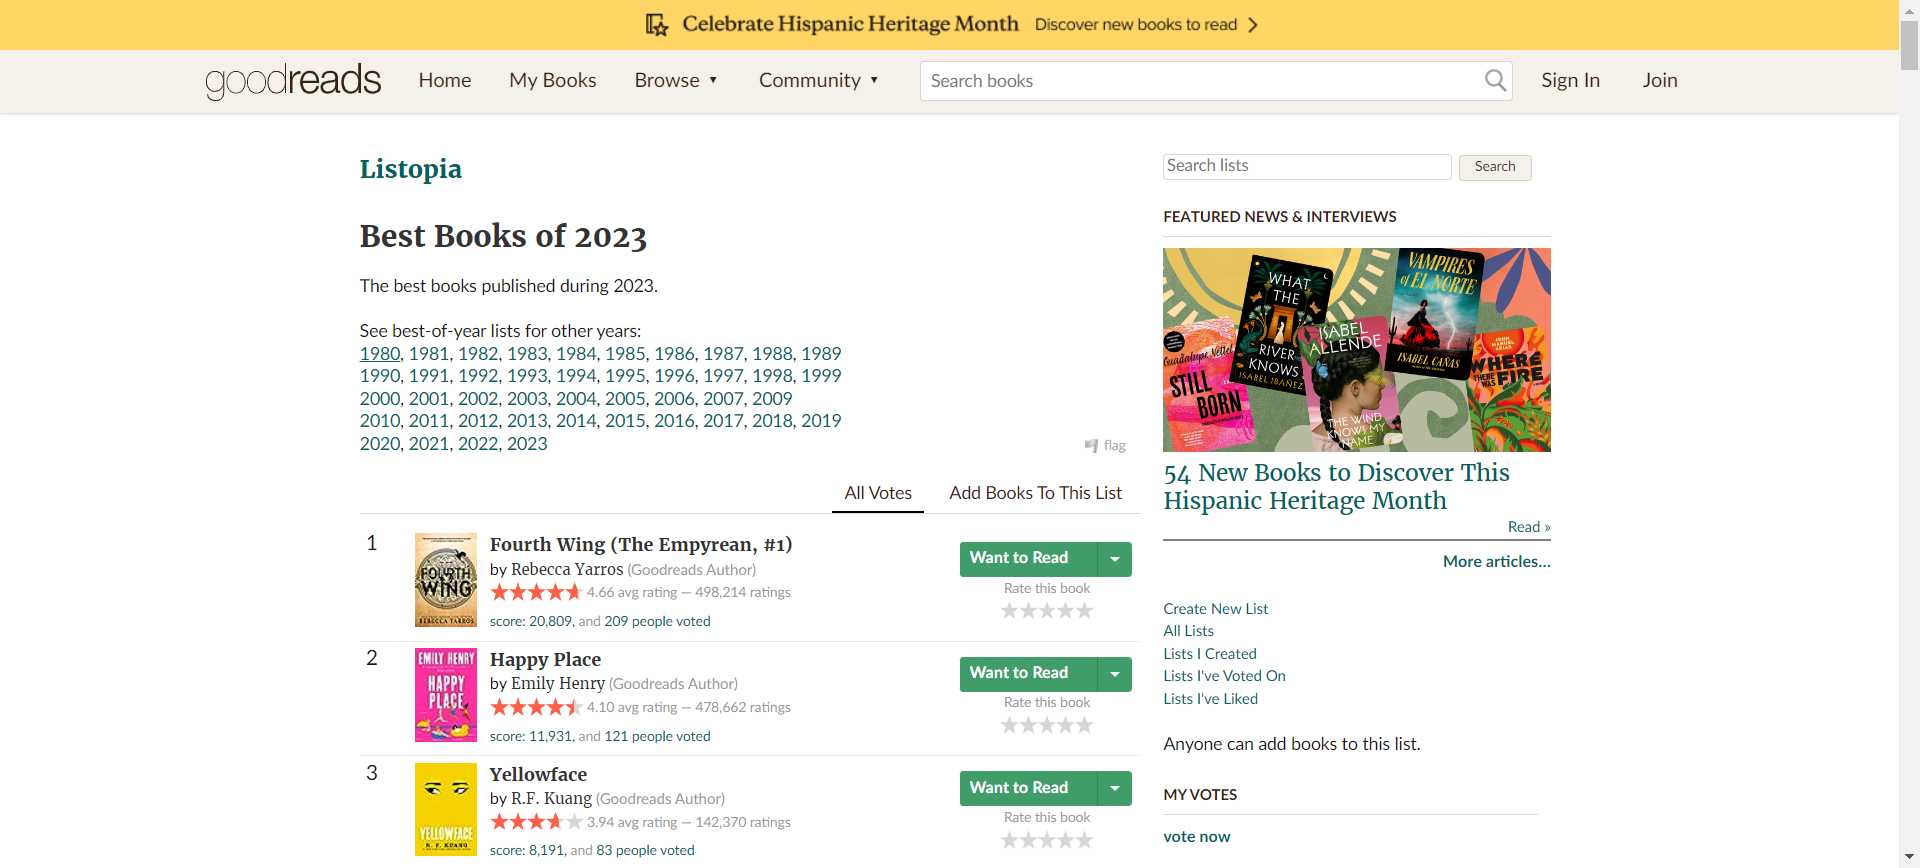 Celebrate Hispanic Heritage Month Discover new books to read
goodreads Home My Books Browse ▼ Community ▼ Search books Sign In Join
Listopia
Best Books of 2023
The best books published during 2023.
See best-of-year lists for other years:
1980, 1981, 1982, 1983, 1984, 1985, 1986, 1987, 1988, 1989
1990, 1991, 1992, 1993, 1994, 1995, 1996, 1997, 1998, 1999
2000, 2001, 2002, 2003, 2004, 2005, 2006, 2007, 2009
2010, 2011, 2012, 2013, 2014, 2015, 2016, 2017, 2018, 2019
2020, 2021, 2022, 2023
flag
All Votes Add Books To This List
1
FOURTH
WING
REBECCA YARROS
Fourth Wing (The Empyrean, #1)
by Rebecca Yarros (Goodreads Author)
4.66 avg rating — 498,214 ratings
score: 20,809, and 209 people voted
Want to Read
Rate this book
2
EMILY HENRY
HAPPY
PLACE
Happy Place
by Emily Henry (Goodreads Author)
4.10 avg rating — 478,662 ratings
score: 11,931, and 121 people voted
Want to Read
Rate this book
3
YELLOWFACE
R. F. KUANG
Yellowface
by R.F. Kuang (Goodreads Author)
3.94 avg rating — 142,370 ratings
score: 8,191, and 83 people voted
Want to Read
Rate this book
Search lists Search
FEATURED NEWS & INTERVIEWS
Guadalupe Nettel
STILL
BORN
WHAT
THE
RIVER
KNOWS
ISABEL IBAÑEZ
ISABEL
ALLENDE
THE WIND
KNOWS MY
NAME
VAMPIRES
of EL NORTE
ISABEL CAÑAS
WHERE
THERE WAS FIRE
54 New Books to Discover This
Hispanic Heritage Month
Read »
More articles...
Create New List
All Lists
Lists I Created
Lists I've Voted On
Lists I've Liked
Anyone can add books to this list.
MY VOTES
vote now